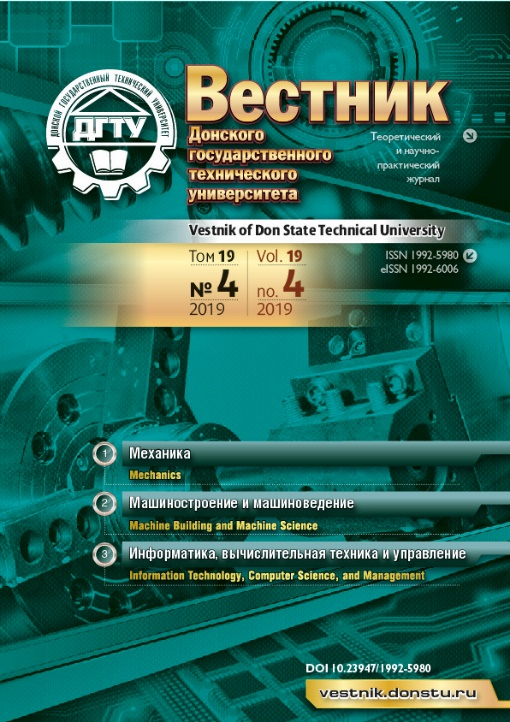 ДОНСКОЙ ГОСУДАРСТВЕННЫЙ ТЕХНИЧЕСКИЙ УНИВЕРСИТЕТ
ДГТУ
Вестник
Донского
государственного
технического
университета
Теоретический
и научно-
практический
журнал
Vestnik of Don State Technical University
Том 19
№ 4
2019
Vol. 19
no. 4
2019
ISSN 1992-5980
eISSN 1992-6006
1 Механика
Mechanics
2 Машиностроение и машиноведение
Machine Building and Machine Science
3 Информатика, вычислительная техника и управление
Information Technology, Computer Science, and Management
DOI 10.23947/1992-5980
vestnik.donstu.ru